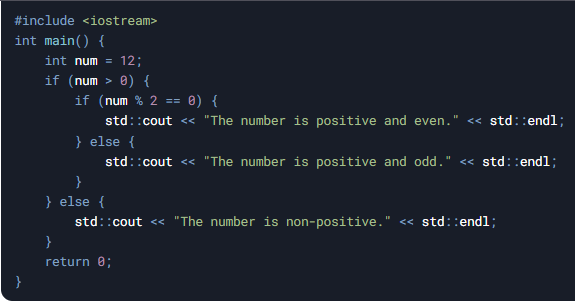 #include <iostream>
int main() {
    int num = 12;
    if (num > 0) {
        if (num % 2 == 0) {
            std::cout << "The number is positive and even." << std::endl;
        } else {
            std::cout << "The number is positive and odd." << std::endl;
        }
    } else {
        std::cout << "The number is non-positive." << std::endl;
    }
    return 0;
}